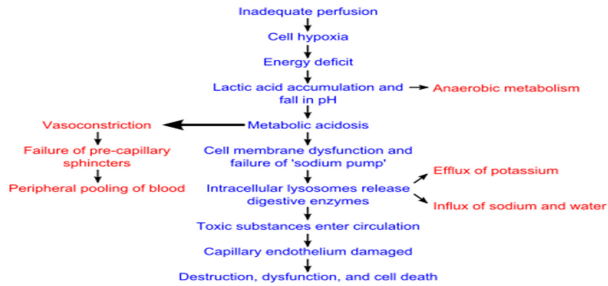 Inadequate perfusion
Cell hypoxia
Energy deficit
Lactic acid accumulation and
fall in pH
Anaerobic metabolism
Vasoconstriction
Metabolic acidosis
Failure of pre-capillary
sphincters
Cell membrane dysfunction and
failure of 'sodium pump'
Efflux of potassium
Peripheral pooling of blood
Intracellular lysosomes release
digestive enzymes
Influx of sodium and water
Toxic substances enter circulation
Capillary endothelium damaged
Destruction, dysfunction, and cell death